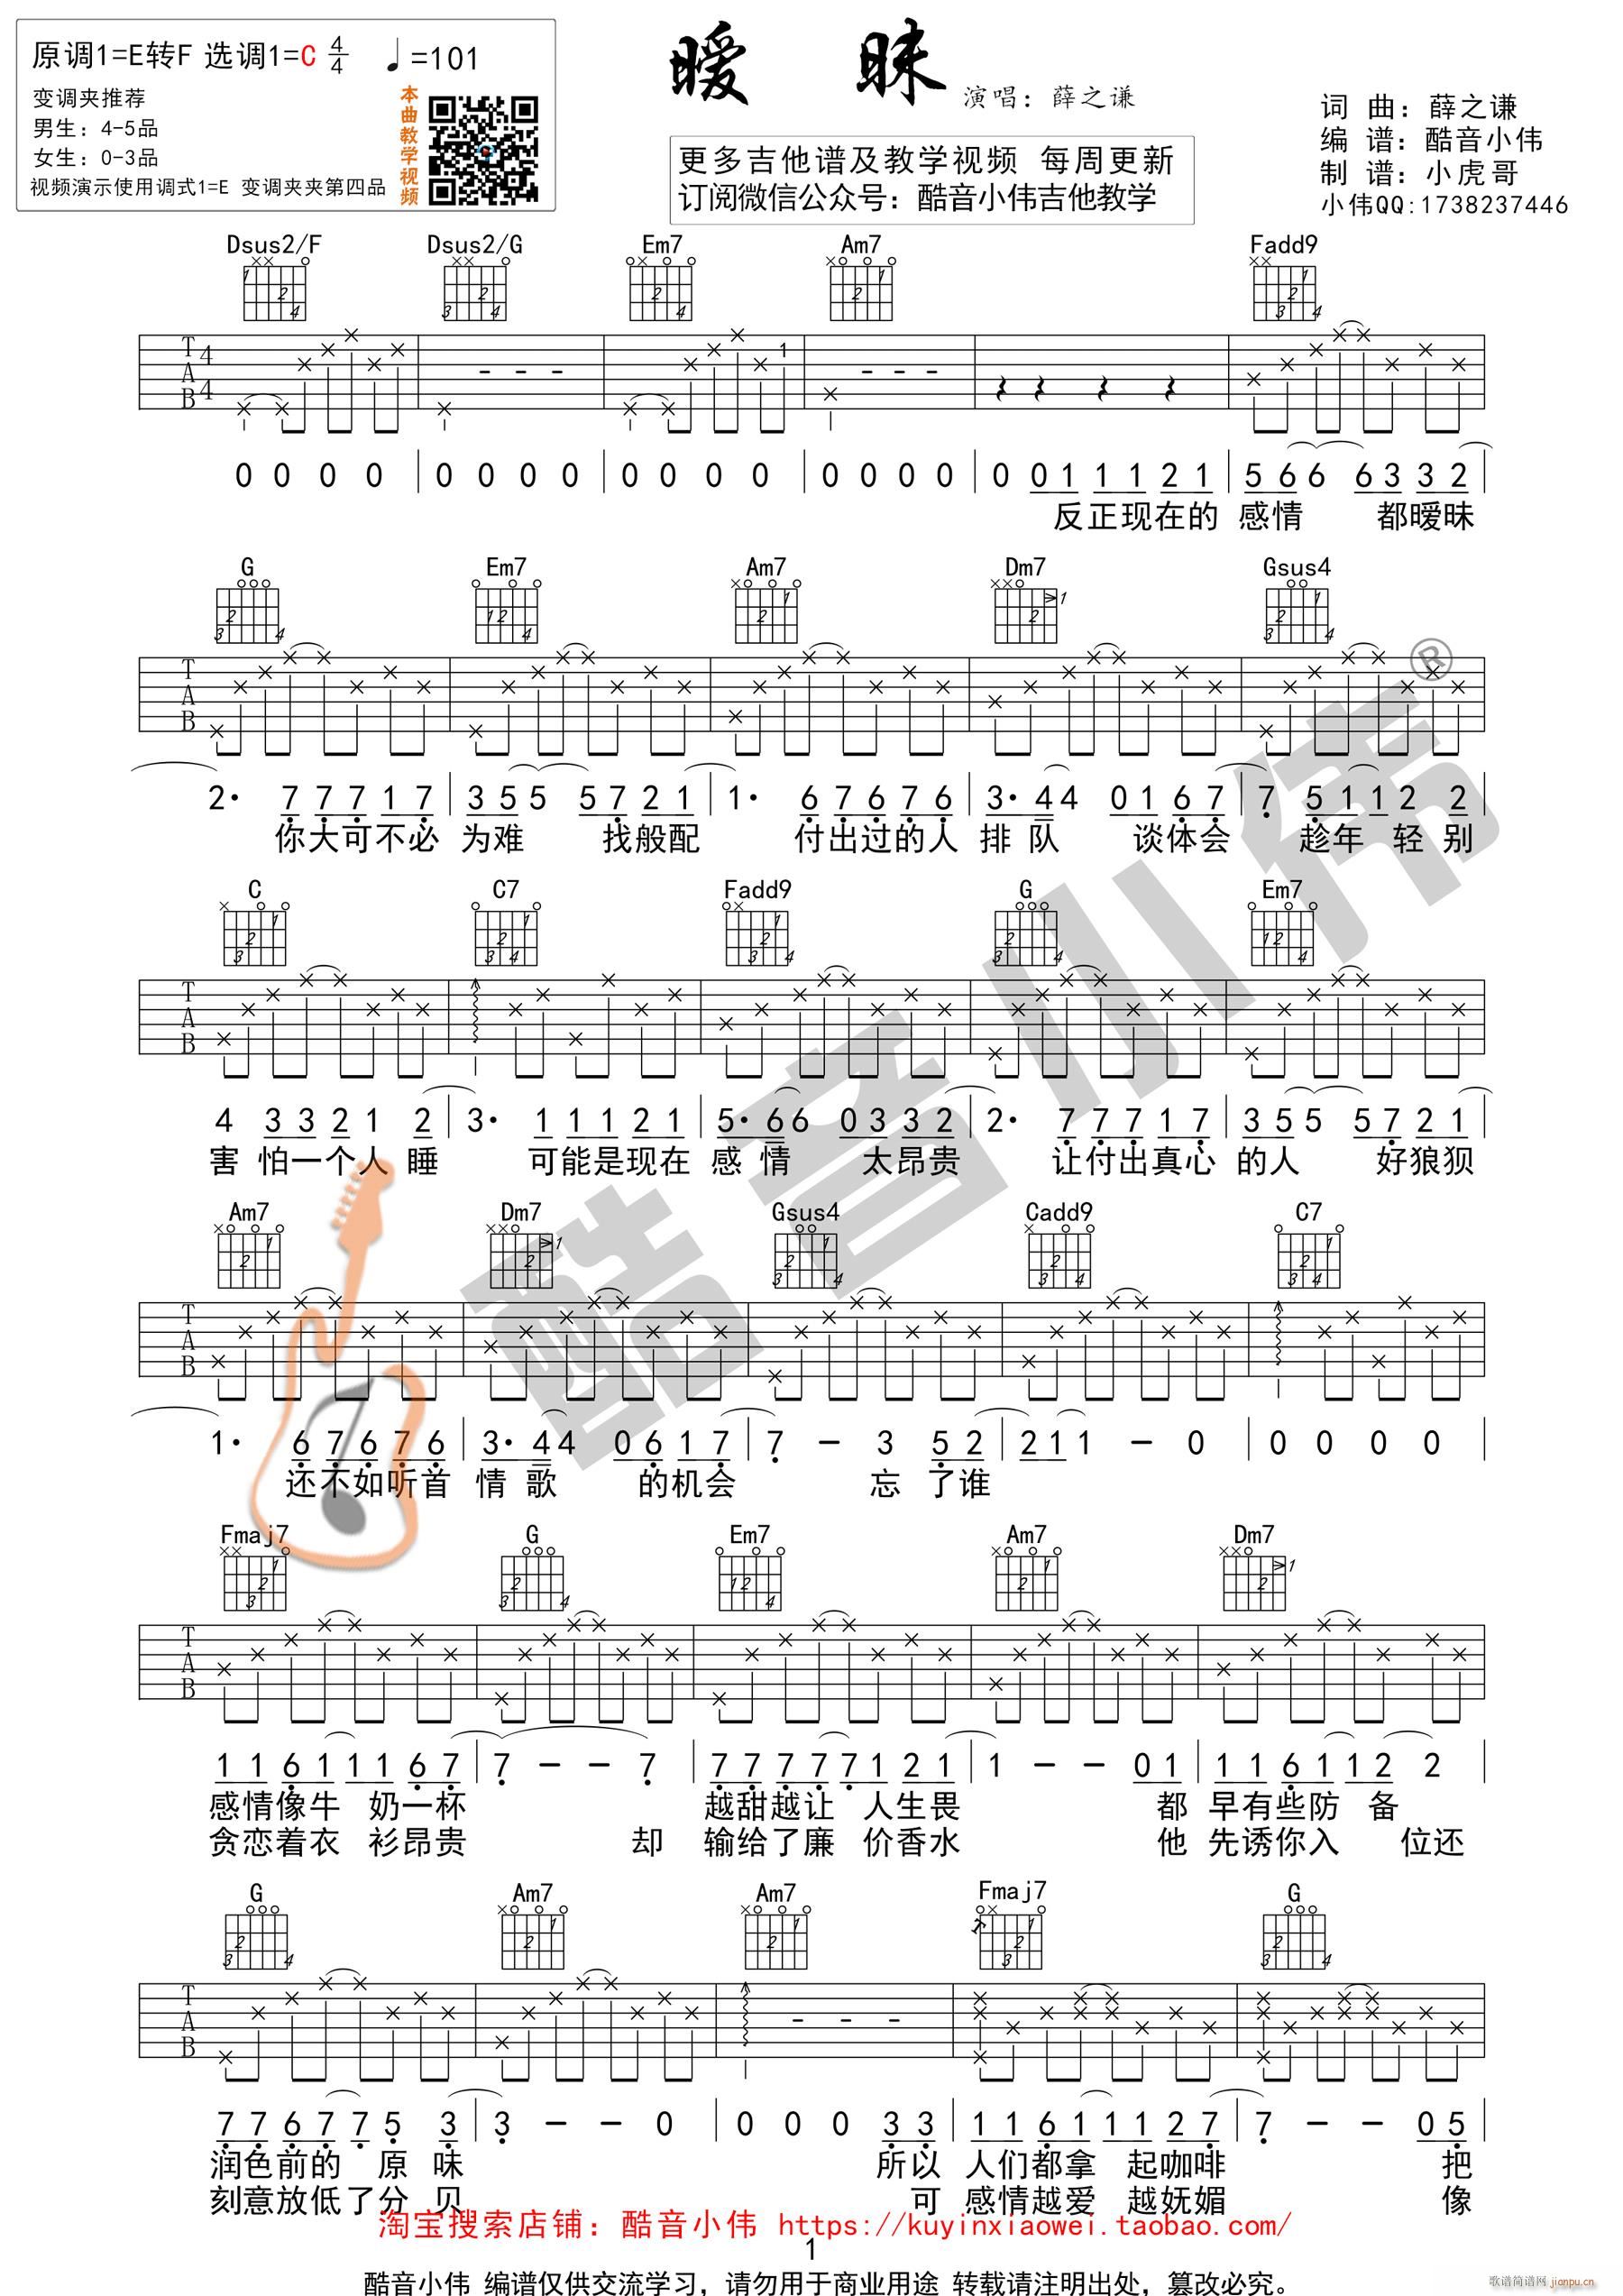 原调1=E转F 选调1=C 4/4 ♩=101
变调夹推荐
男生：4-5品
女生：0-3品
视频演示使用调式1=E 变调夹夹第四品
本曲教学视频
暧 昧
演唱：薛之谦
更多吉他谱及教学视频 每周更新
订阅微信公众号：酷音小伟吉他教学
词 曲：薛之谦
编 谱：酷音小伟
制 谱：小虎哥
小伟QQ:1738237446
Dsus2/F Dsus2/G Em7 Am7 Fadd9
T A B 4 4
0 0 0 0 | 0 0 0 0 | 0 0 0 0 | 0 0 0 0 | 0 0 1 1 1 2 1 | 5 6 6 6 3 3 2 |
反正现在的 感情 都暧昧
G Em7 Am7 Dm7 Gsus4
T A B
2· 7 7 7 1 7 | 3 5 5 5 7 2 1 | 1· 6 7 6 7 6 | 3· 4 4 0 1 6 7 | 7 5 1 1 2 2
你大可不必 为难 找般配 付出过的人 排 队 谈体会 趁年 轻 别
C C7 Fadd9 G Em7
T A B
4 3 3 2 1 2 | 3· 1 1 1 2 1 | 5· 6 6 0 3 3 2 | 2· 7 7 7 1 7 | 3 5 5 5 7 2 1 |
害 怕一个人 睡 可能是现在 感 情 太昂贵 让付出真心 的人 好狼狈
Am7 Dm7 Gsus4 Cadd9 C7
T A B
1· 6 7 6 7 6 | 3· 4 4 0 6 1 7 | 7 – 3 5 2 | 2 1 1 – 0 | 0 0 0 0 |
还不如听首 情 歌 的机会 忘 了谁
Fmaj7 G Em7 Am7 Dm7
T A B
1 1 6 1 1 1 6 7 | 7 – – 7 | 7 7 7 7 7 1 2 1 | 1 – – 0 1 | 1 1 6 1 1 2 2 |
感情像牛 奶一杯 越甜越让 人生畏 都 早有些防 备
贪恋着衣 衫昂贵 却 输给了廉 价香水 他 先诱你入 位还
G Am7 Am7 Fmaj7 G
T A B
7 7 6 7 7 5 3 | 3 – – 0 | 0 0 0 3 3 | 1 1 6 1 1 1 2 7 | 7 – – 0 5 |
润色前的 原 味 所以 人们都拿 起咖啡 把
刻意放低了分 贝 可 感情越爱 越妩媚 像
淘宝搜索店铺：酷音小伟 https://kuyinxiaowei.taobao.com/
1
酷音小伟 编谱仅供交流学习，请勿用于商业用途 转载请注明出处，篡改必究。
酷音小伟®
歌谱简谱网
jianpu.cn